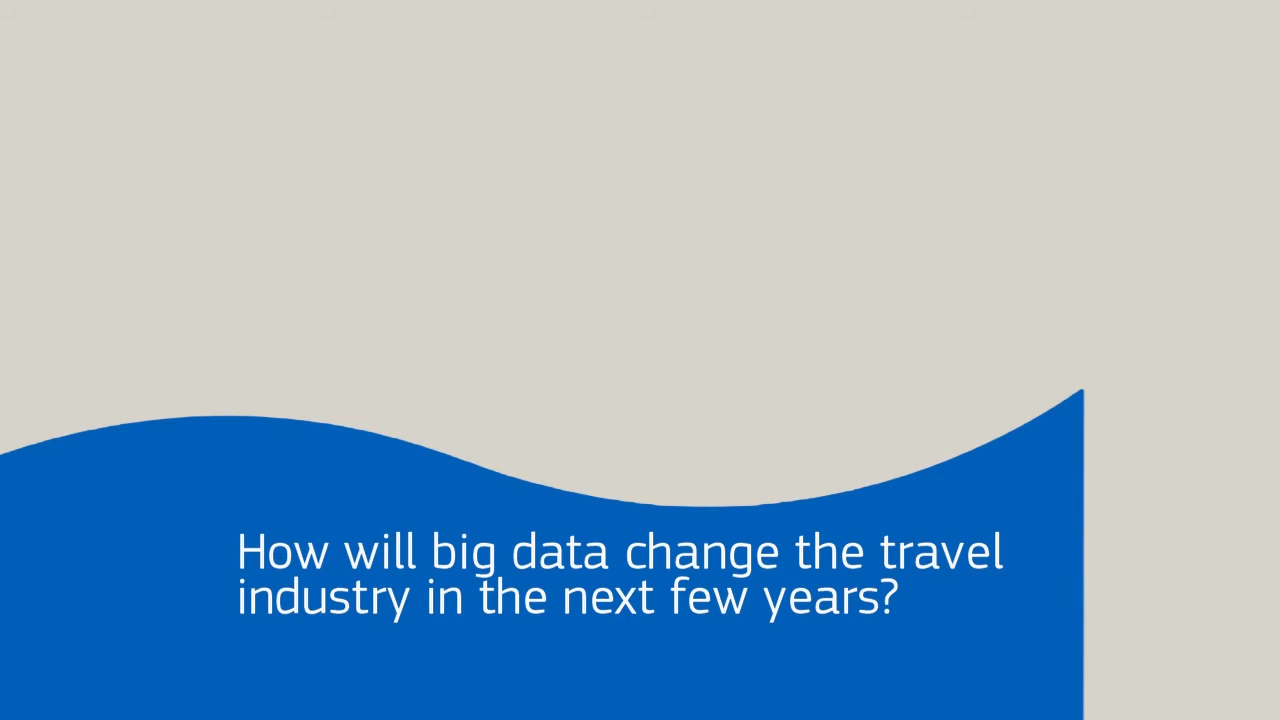 How will big data change the travel
industry in the next few years?